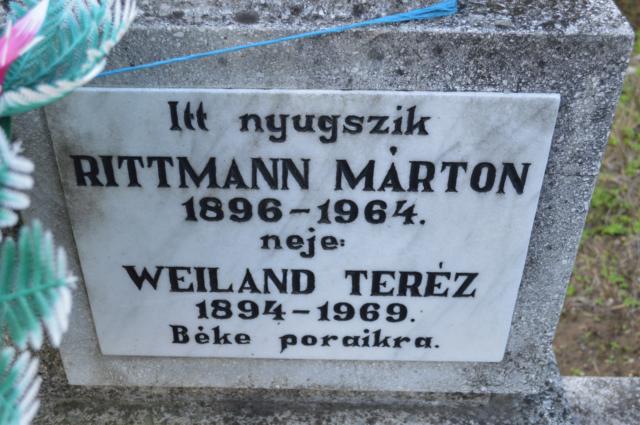 Itt nyugszik
RITTMANN MÁRTON
1896-1964.
neje:
WEILAND TERÉZ
1894-1969.
Béke poraikra.